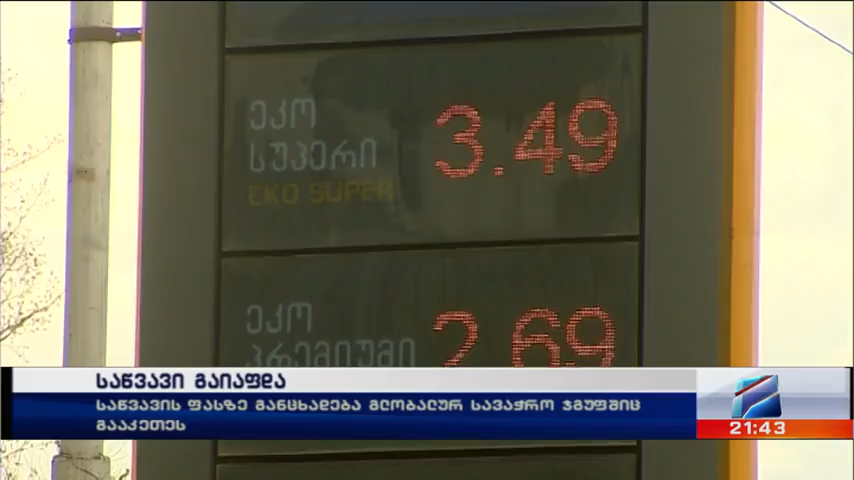 ეკო
სუპერი
EKO SUPER
3.49
ეკო
პრემიუმი
2.69
საწვავი გაიაფდა
საწვავის ფასზე განცხადება გლობალურ სავაჭრო ჯგუფშიც
გააკეთეს
21:43